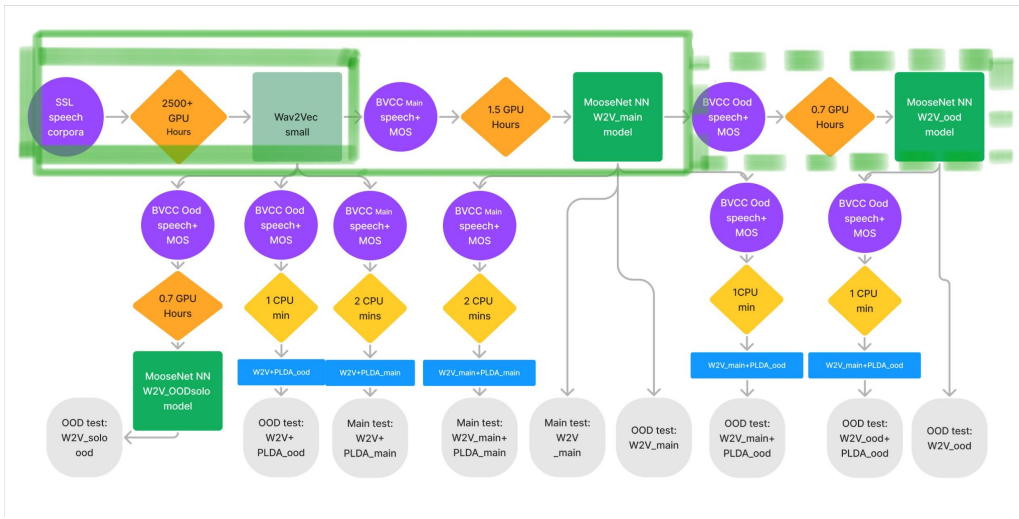 SSL
speech
corpora
2500+
GPU
Hours
Wav2Vec
small
BVCC Main
speech+
MOS
1.5 GPU
Hours
MooseNet NN
W2V_main
model
BVCC Ood
speech+
MOS
0.7 GPU
Hours
MooseNet NN
W2V_ood
model
BVCC Ood
speech+
MOS
BVCC Ood
speech+
MOS
BVCC Main
speech+
MOS
BVCC Main
speech+
MOS
BVCC Ood
speech+
MOS
BVCC Ood
speech+
MOS
0.7 GPU
Hours
1 CPU
min
2 CPU
mins
2 CPU
mins
1CPU
min
1 CPU
min
MooseNet NN
W2V_OODsolo
model
W2V+PLDA_ood
W2V+PLDA_main
W2V_main+PLDA_main
W2V_main+PLDA_ood
W2V_main+PLDA_ood
OOD test:
W2V_solo
ood
OOD test:
W2V+
PLDA_ood
Main test:
W2V+
PLDA_main
Main test:
W2V_main+
PLDA_main
Main test:
W2V
_main
OOD test:
W2V_main
OOD test:
W2V_main+
PLDA_ood
OOD test:
W2V_ood+
PLDA_ood
OOD test:
W2V_ood